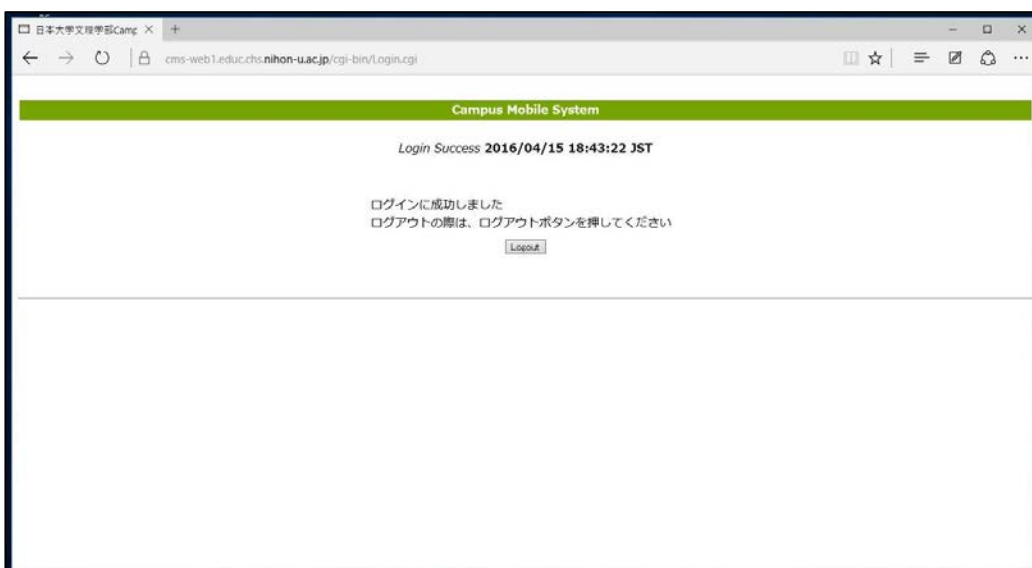 日本大学文理学部Camp
cms-web1.educ.chs.nihon-u.ac.jp/cgi-bin/Login.cgi
Campus Mobile System
Login Success 2016/04/15 18:43:22 JST
ログインに成功しました
ログアウトの際は、ログアウトボタンを押してください
Logout